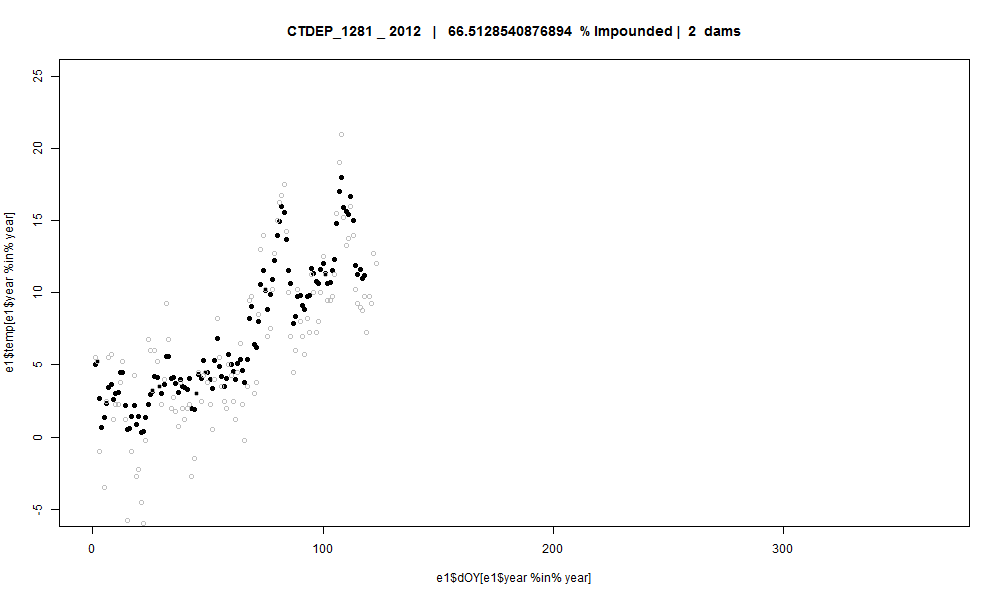 CTDEP_1281 _ 2012 | 66.5128540876894 % Impounded | 2 dams
25
20
15
10
5
0
-5
e1$temp[e1$year %in% year]
0 100 200 300
e1$dOY[e1$year %in% year]